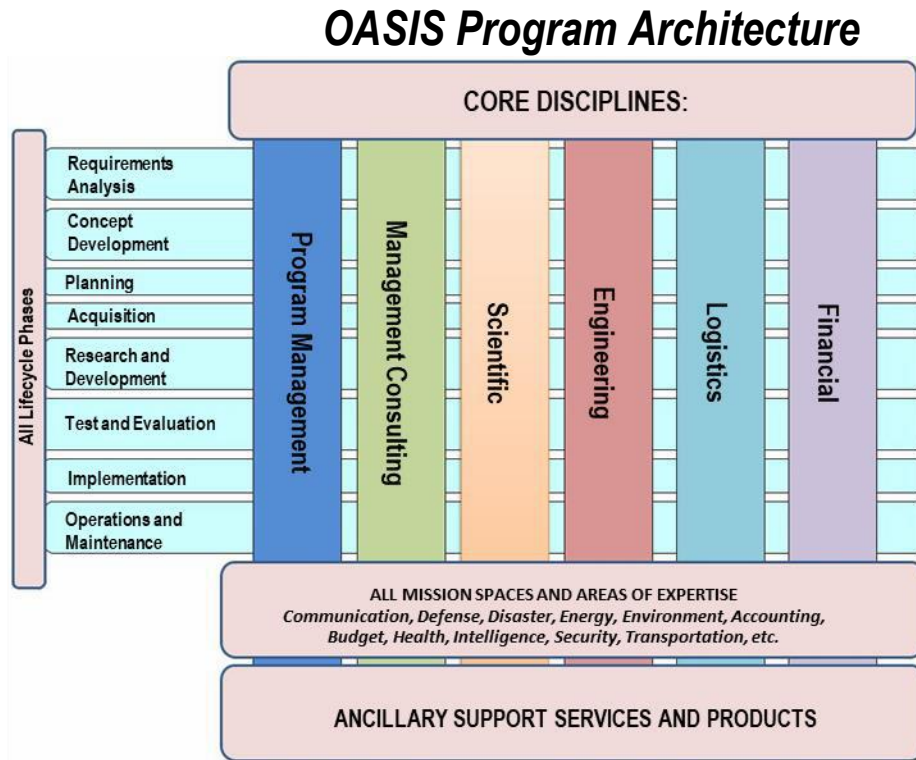 OASIS Program Architecture
CORE DISCIPLINES:
All Lifecycle Phases
Requirements
Analysis
Concept
Development
Planning
Acquisition
Research and
Development
Test and Evaluation
Implementation
Operations and
Maintenance
Program Management
Management Consulting
Scientific
Engineering
Logistics
Financial
ALL MISSION SPACES AND AREAS OF EXPERTISE
Communication, Defense, Disaster, Energy, Environment, Accounting,
Budget, Health, Intelligence, Security, Transportation, etc.
ANCILLARY SUPPORT SERVICES AND PRODUCTS